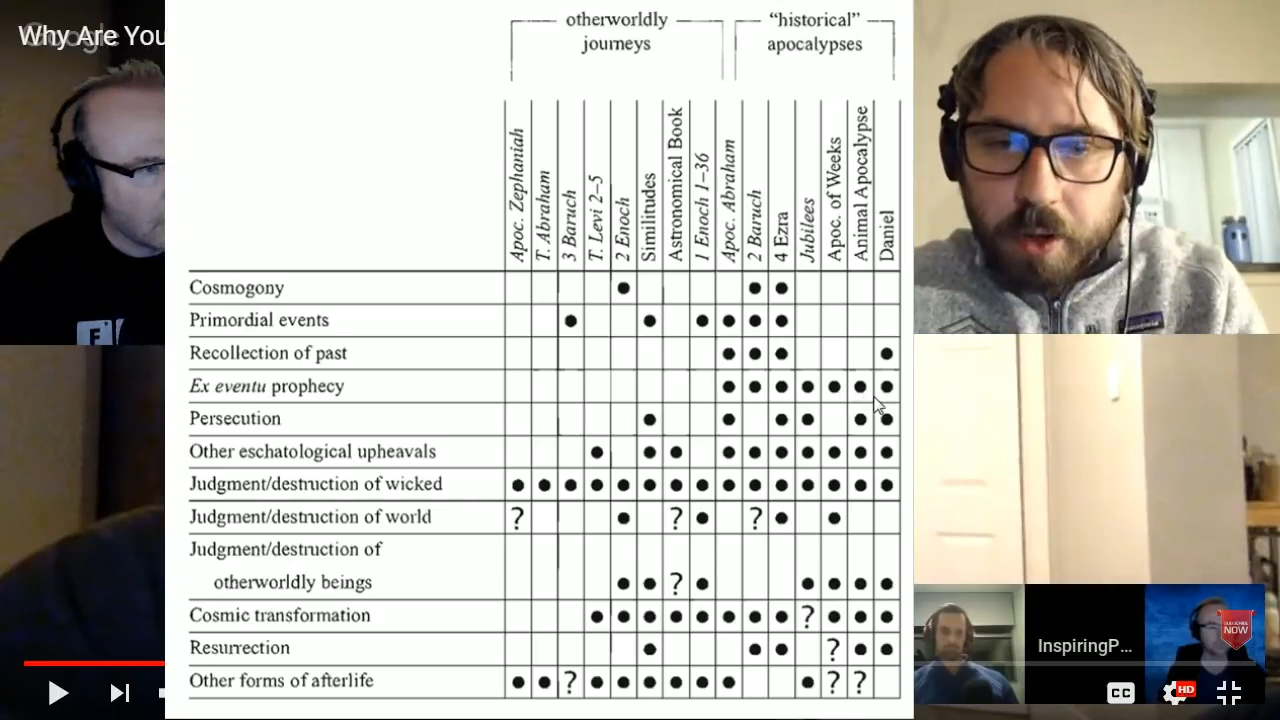 Why Are You
Google
otherworldly
journeys
“historical”
apocalypses
Apoc. Zephaniah
T. Abraham
3 Baruch
T. Levi 2–5
2 Enoch
Similitudes
Astronomical Book
1 Enoch 1–36
Apoc. Abraham
2 Baruch
4 Ezra
Jubilees
Apoc. of Weeks
Animal Apocalypse
Daniel
Cosmogony
Primordial events
Recollection of past
Ex eventu prophecy
Persecution
Other eschatological upheavals
Judgment/destruction of wicked
Judgment/destruction of world
? ? ?
Judgment/destruction of
otherworldly beings
?
Cosmic transformation
?
Resurrection
?
Other forms of afterlife
? ? ?
F
InspiringP...
SUBSCRIBE
NOW
CC
HD